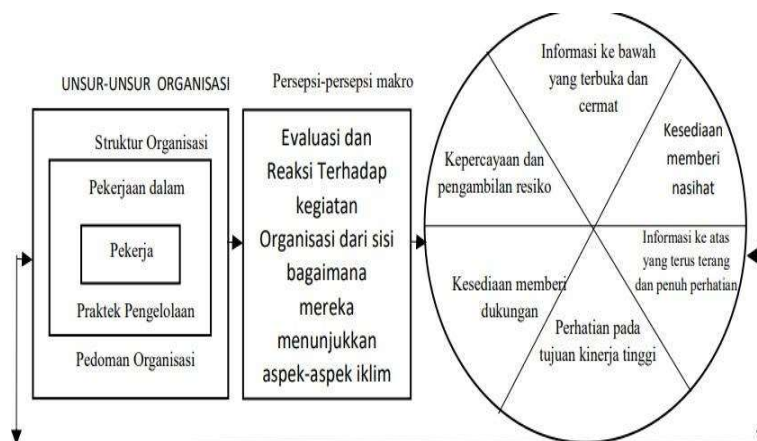 UNSUR-UNSUR ORGANISASI
Struktur Organisasi
Pekerjaan dalam
Pekerja
Praktek Pengelolaan
Pedoman Organisasi
Persepsi-persepsi makro
Evaluasi dan
Reaksi Terhadap
kegiatan
Organisasi dari sisi
bagaimana
mereka
menunjukkan
aspek-aspek iklim
Informasi ke bawah
yang terbuka dan
cermat
Kepercayaan dan
pengambilan resiko
Kesediaan
memberi
nasihat
Kesediaan memberi
dukungan
Informasi ke atas
yang terus terang
dan penuh perhatian
Perhatian pada
tujuan kinerja tinggi